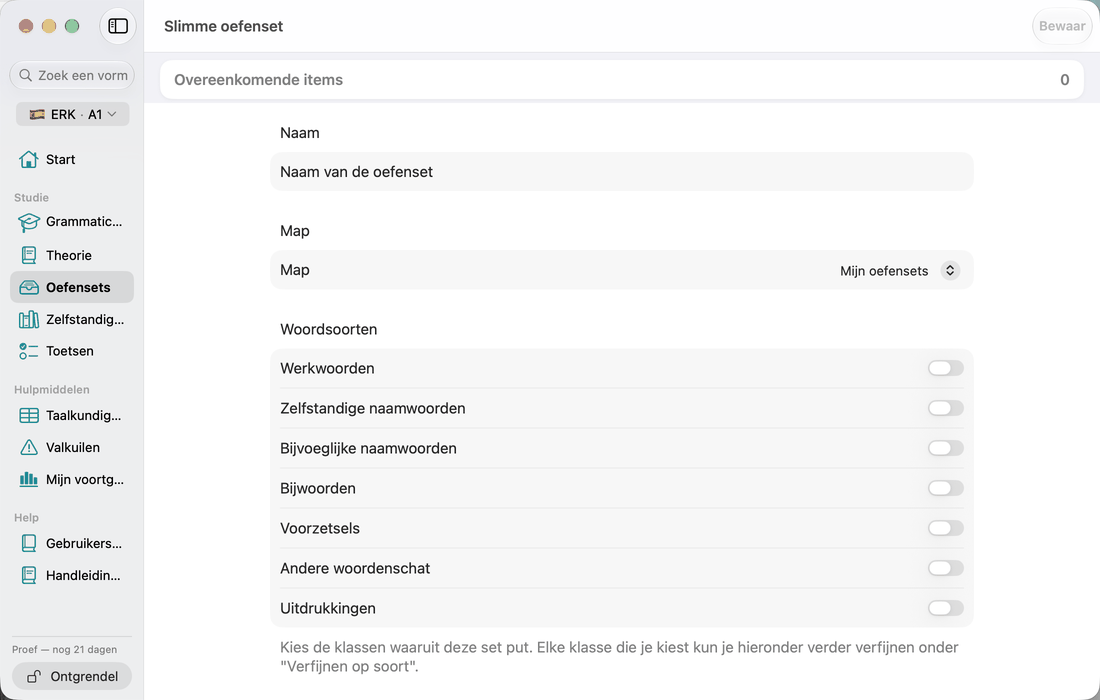 Slimme oefenset
Bewaar
Zoek een vorm
ERK · A1
Start
Studie
Grammatic...
Theorie
Oefensets
Zelfstandig...
Toetsen
Hulpmiddelen
Taalkundig...
Valkuilen
Mijn voortg...
Help
Gebruikers...
Handleidin...
Proef — nog 21 dagen
Ontgrendel
Overeenkomende items 0
Naam
Naam van de oefenset
Map
Map Mijn oefensets
Woordsoorten
Werkwoorden
Zelfstandige naamwoorden
Bijvoeglijke naamwoorden
Bijwoorden
Voorzetsels
Andere woordenschat
Uitdrukkingen
Kies de klassen waaruit deze set put. Elke klasse die je kiest kun je hieronder verder verfijnen onder
"Verfijnen op soort".